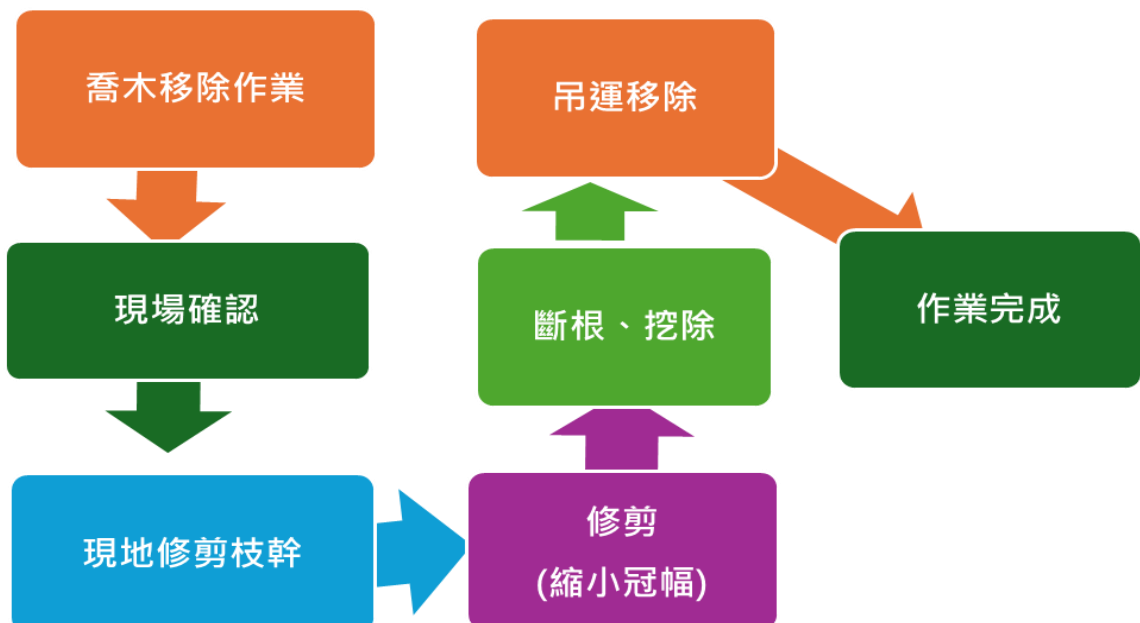 喬木移除作業
現場確認
現地修剪枝幹
修剪
(縮小冠幅)
斷根、挖除
吊運移除
作業完成